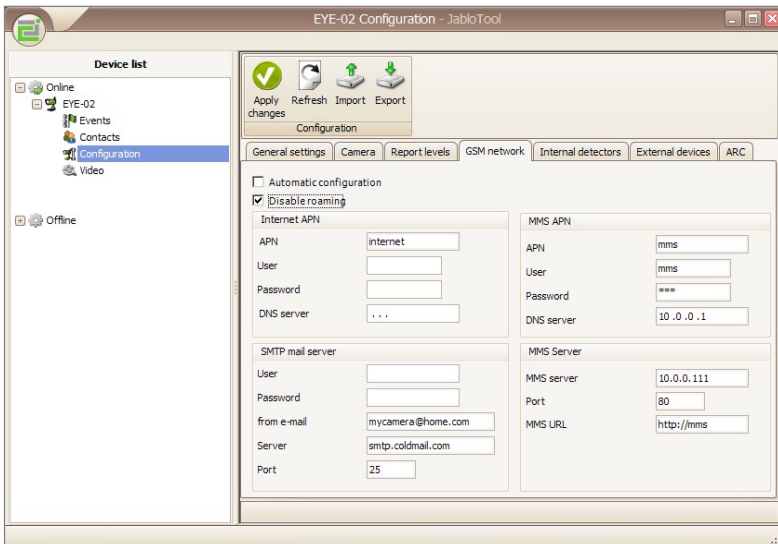 EYE-02 Configuration - JabloTool
Device list
Online
EYE-02
Events
Contacts
Configuration
Video
Offline
Apply changes
Refresh
Import
Export
Configuration
General settings
Camera
Report levels
GSM network
Internal detectors
External devices
ARC
Automatic configuration
Disable roaming
Internet APN
APN internet
User
Password
DNS server . . .
MMS APN
APN mms
User mms
Password ***
DNS server 10 .0 .0 .1
SMTP mail server
User
Password
from e-mail mycamera@home.com
Server smtp.coldmail.com
Port 25
MMS Server
MMS server 10.0.0.111
Port 80
MMS URL http://mms